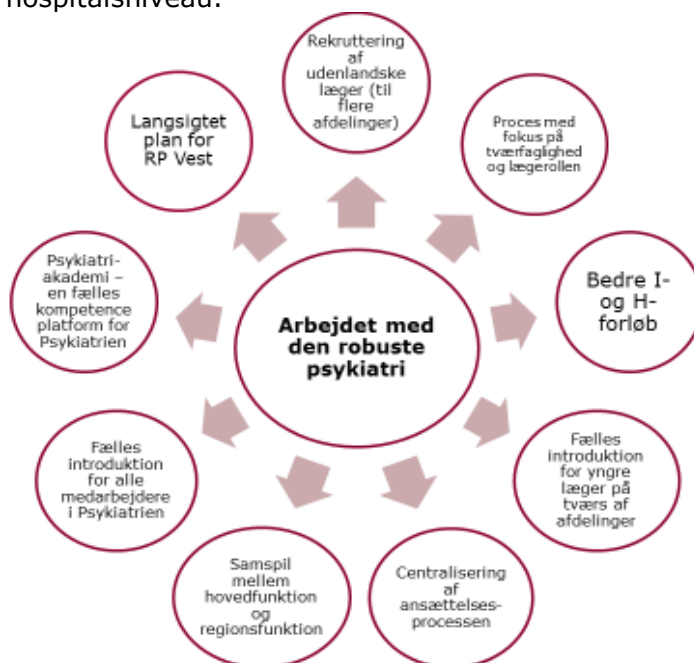 hospitalsniveau.
Rekruttering
af
udenlandske
læger (til
flere
afdelinger)
Proces med
fokus på
tværfaglighed
og lægerollen
Bedre I-
og H-
forløb
Fælles
introduktion
for yngre
læger på
tværs af
afdelinger
Centralisering
af
ansættelses-
processen
Samspil
mellem
hovedfunktion
og
regionsfunktion
Fælles
introduktion
for alle
medarbejdere
i Psykiatrien
Psykiatri-
akademi –
en fælles
kompetence
platform for
Psykiatrien
Langsigtet
plan for
RP Vest
Arbejdet med
den robuste
psykiatri